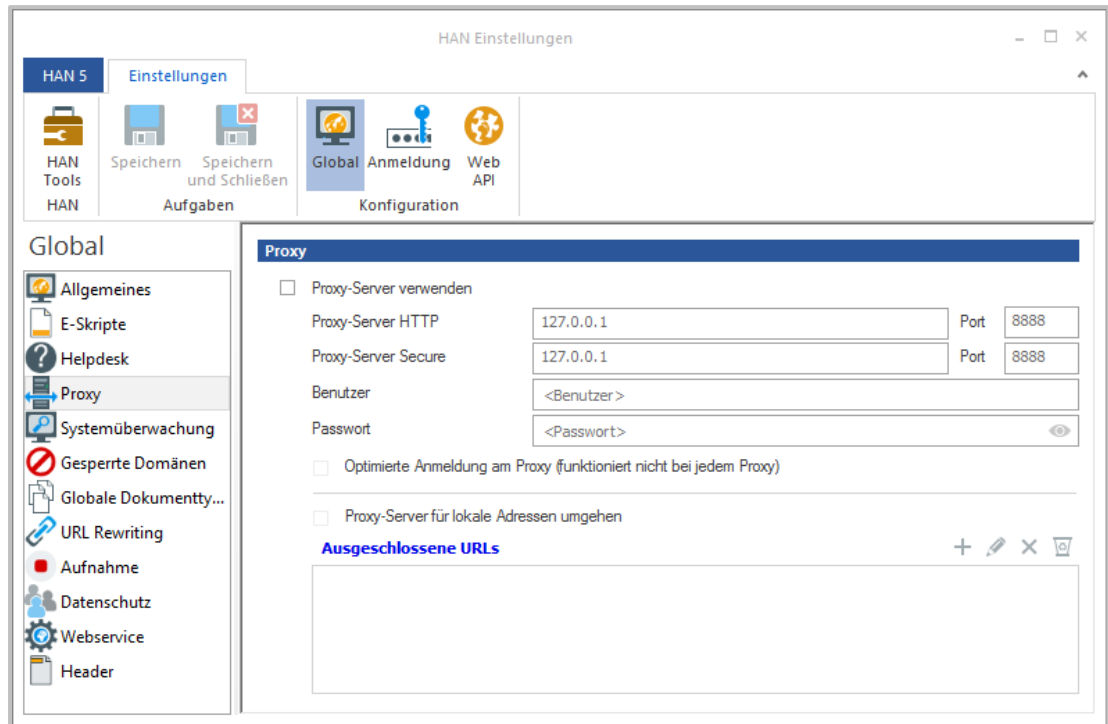 HAN Einstellungen
HAN 5 Einstellungen
HAN Tools
Speichern
Speichern und Schließen
Global
Anmeldung
Web API
HAN Aufgaben Konfiguration
Global
Allgemeines
E-Skripte
Helpdesk
Proxy
Systemüberwachung
Gesperrte Domänen
Globale Dokumentty...
URL Rewriting
Aufnahme
Datenschutz
Webservice
Header
Proxy
Proxy-Server verwenden
Proxy-Server HTTP 127.0.0.1 Port 8888
Proxy-Server Secure 127.0.0.1 Port 8888
Benutzer <Benutzer>
Passwort <Passwort>
Optimierte Anmeldung am Proxy (funktioniert nicht bei jedem Proxy)
Proxy-Server für lokale Adressen umgehen
Ausgeschlossene URLs